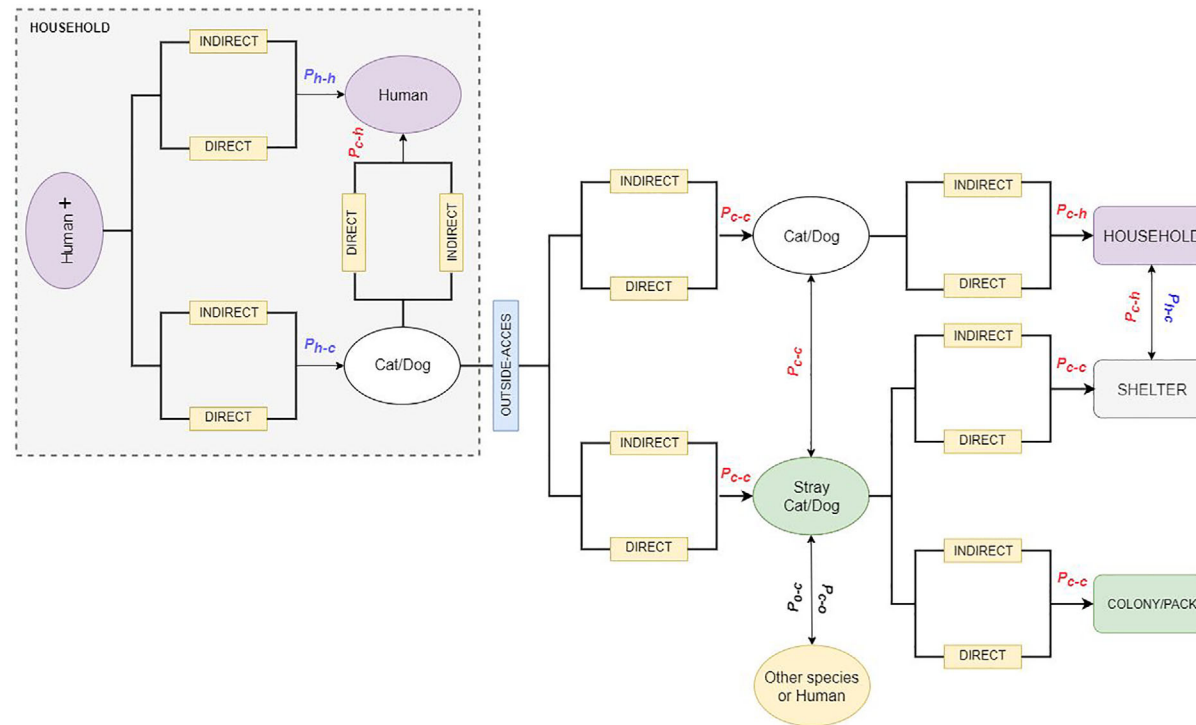 HOUSEHOLD
INDIRECT
Ph-h
Human
DIRECT
Pc-h
Human +
DIRECT
INDIRECT
INDIRECT
Ph-c
Cat/Dog
DIRECT
OUTSIDE-ACCES
INDIRECT
Pc-c
Cat/Dog
DIRECT
INDIRECT
Pc-h
HOUSEHOLD
DIRECT
Pc-h
Ph-c
Pc-c
INDIRECT
Pc-c
SHELTER
DIRECT
INDIRECT
Pc-c
Stray
Cat/Dog
DIRECT
INDIRECT
Pc-c
COLONY/PACK
DIRECT
Po-c
Pc-o
Other species
or Human